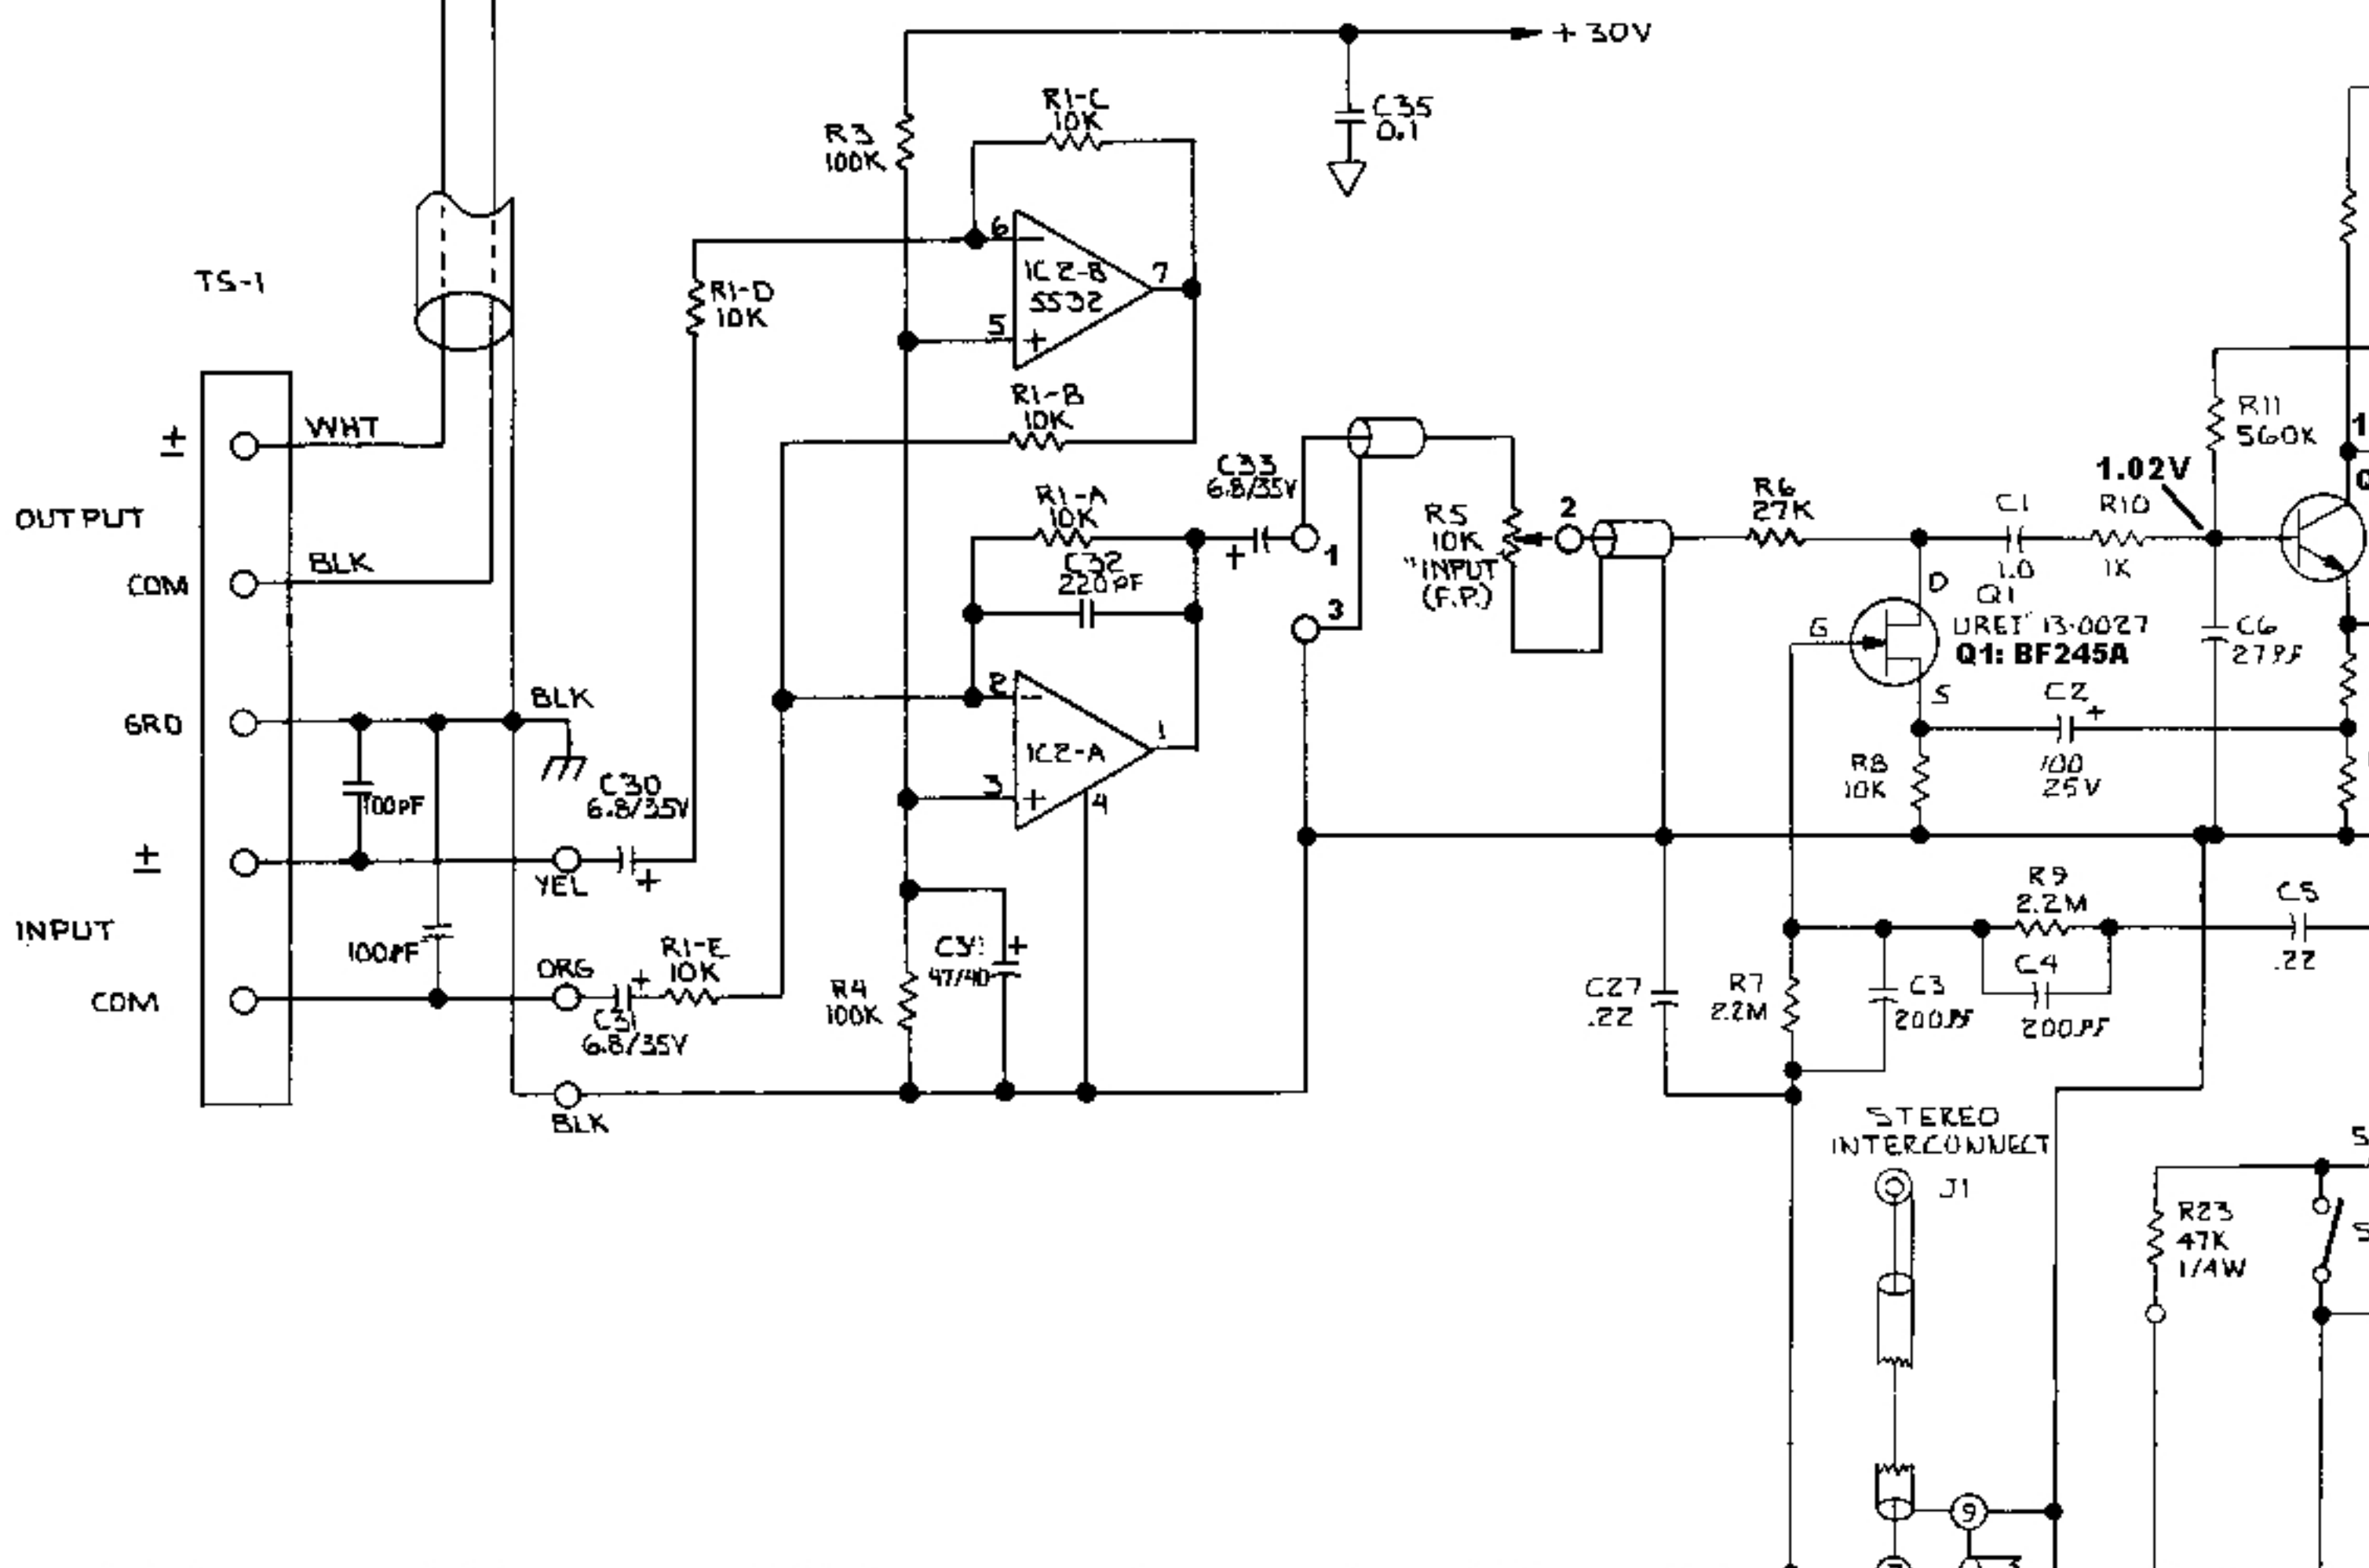 +30V
R1-C
10K
C35
0.1
R3
100K
6
IC2-B
5532
7
5
TS-1
R1-D
10K
R1-B
10K
±
WHT
OUTPUT
COM
BLK
C33
6.8/35V
R1-A
10K
C32
220PF
1
+
3
R5
10K
"INPUT
(F.P.)
2
R6
27K
C1
1.0
R10
1K
1.02V
R11
560K
1
Q
D
Q1
G
13-0027
Q1: BF245A
S
C6
27PF
C2
+
100
25V
R8
10K
GRD
BLK
2
IC2-A
1
3
4
100PF
C30
6.8/35V
+
±
YEL
INPUT
100PF
COM
ORG
R1-E
10K
+
C31
6.8/35V
R4
100K
+
BLK
R9
2.2M
C5
.22
C4
200PF
C27
.22
R7
2.2M
C3
200PF
STEREO
INTERCONNECT
J1
R23
47K
1/4W
S
S
9